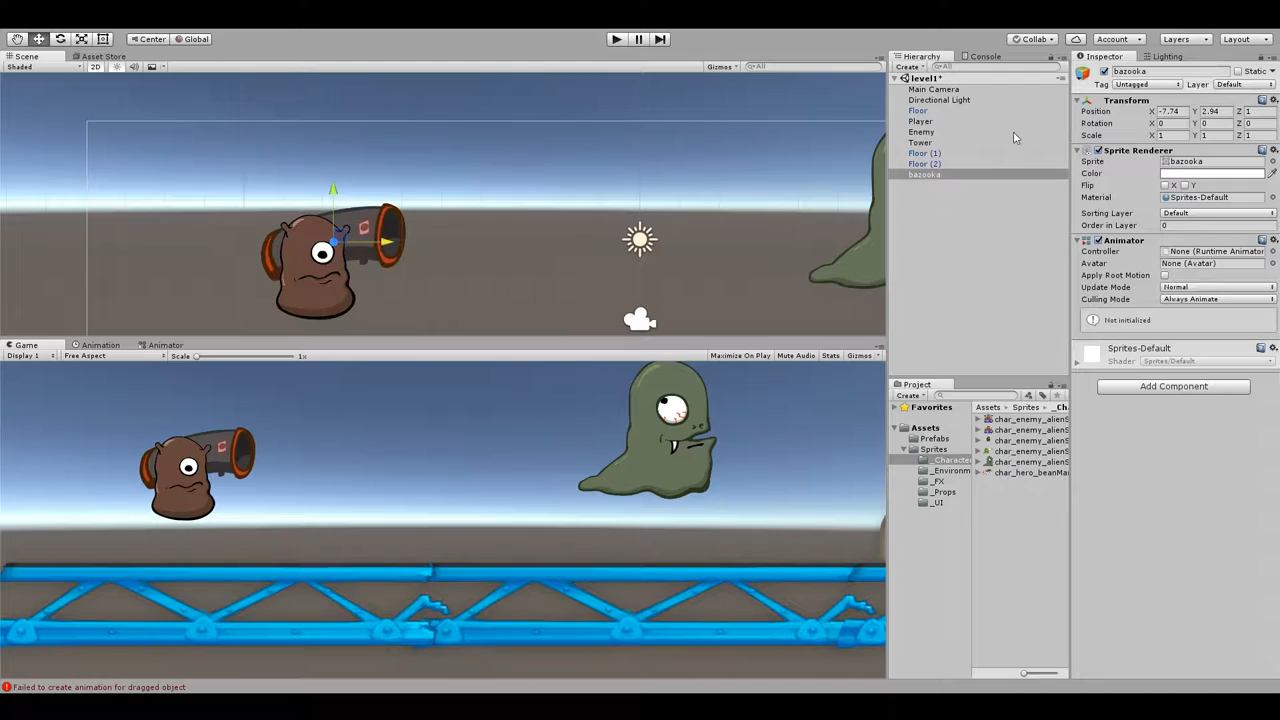 Center Global
Collab Account Layers Layout
Scene Asset Store
Shaded 2D Gizmos All
Hierarchy Console
Create All
level1*
Main Camera
Directional Light
Floor
Player
Enemy
Tower
Floor (1)
Floor (2)
bazooka
Inspector Lighting
bazooka Static
Tag Untagged Layer Default
Transform
Position X -7.74 Y 2.94 Z 1
Rotation X 0 Y 0 Z 0
Scale X 1 Y 1 Z 1
Sprite Renderer
Sprite bazooka
Color
Flip X Y
Material Sprites-Default
Sorting Layer Default
Order in Layer 0
Animator
Controller None (Runtime Animator
Avatar None (Avatar)
Apply Root Motion
Update Mode Normal
Culling Mode Always Animate
Not initialized
Sprites-Default
Shader Sprites/Default
Add Component
Game Animation Animator
Display 1 Free Aspect Scale 1x Maximize On Play Mute Audio Stats Gizmos
Project
Create
Favorites
Assets
Prefabs
Sprites
_Character
_Environm
_FX
_Props
_UI
Assets Sprites _Cha
char_enemy_alienS
char_enemy_alienS
char_enemy_alienS
char_enemy_alienS
char_enemy_alienS
char_hero_beanMa
Failed to create animation for dragged object